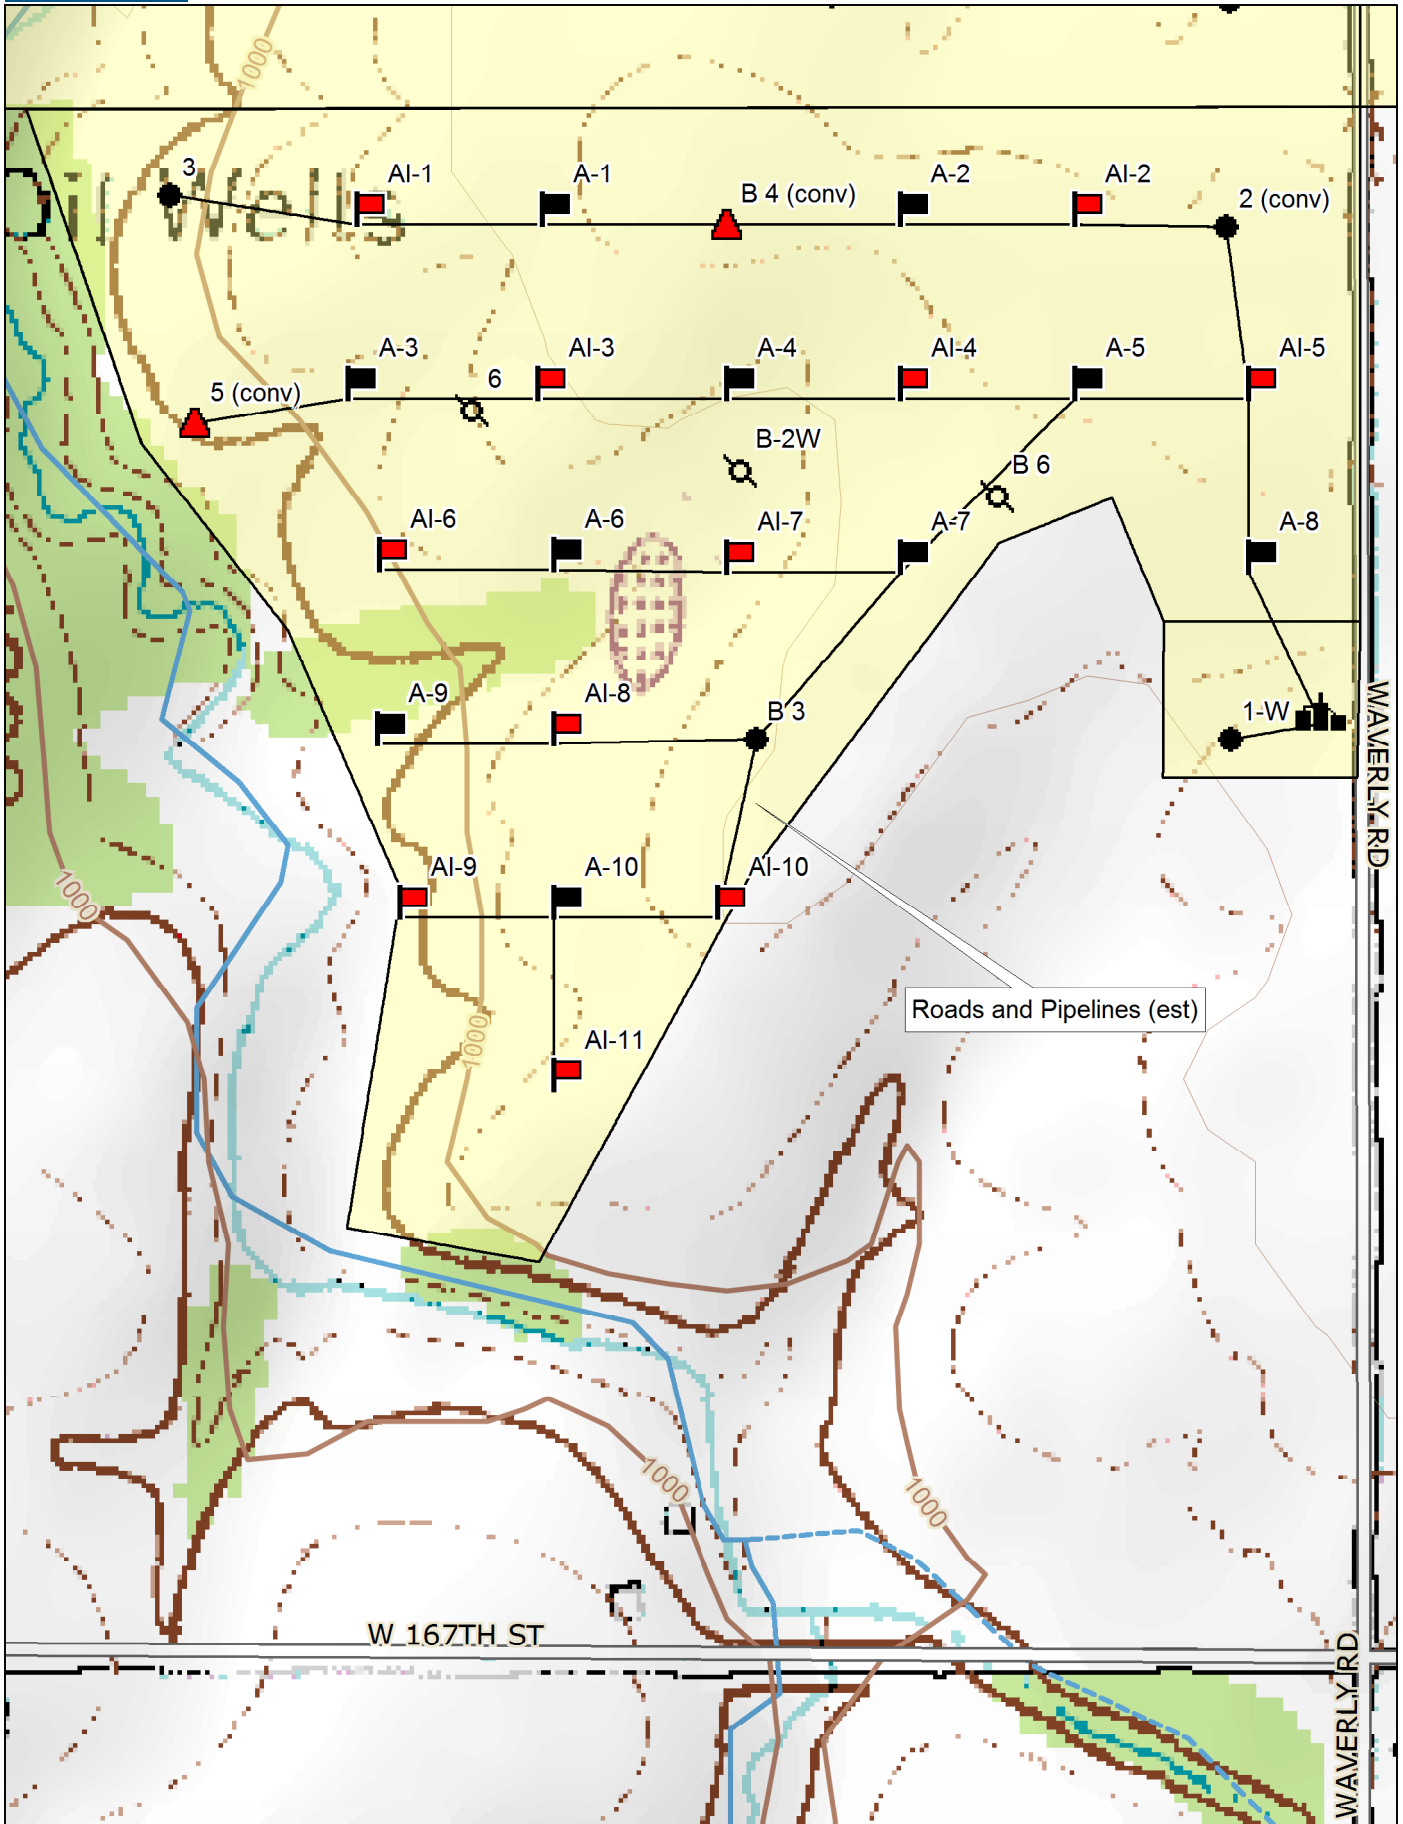 1000
3
AI-1
A-1
B 4 (conv)
A-2
AI-2
2 (conv)
il Wells
A-3
AI-3
A-4
AI-4
A-5
AI-5
5 (conv)
6
B-2W
B 6
AI-6
A-6
AI-7
A-7
A-8
A-9
AI-8
B 3
1-W
WAVERLY RD
AI-9
A-10
AI-10
1000
Roads and Pipelines (est)
1000
AI-11
1000
1000
W 167TH ST
WAVERLY RD